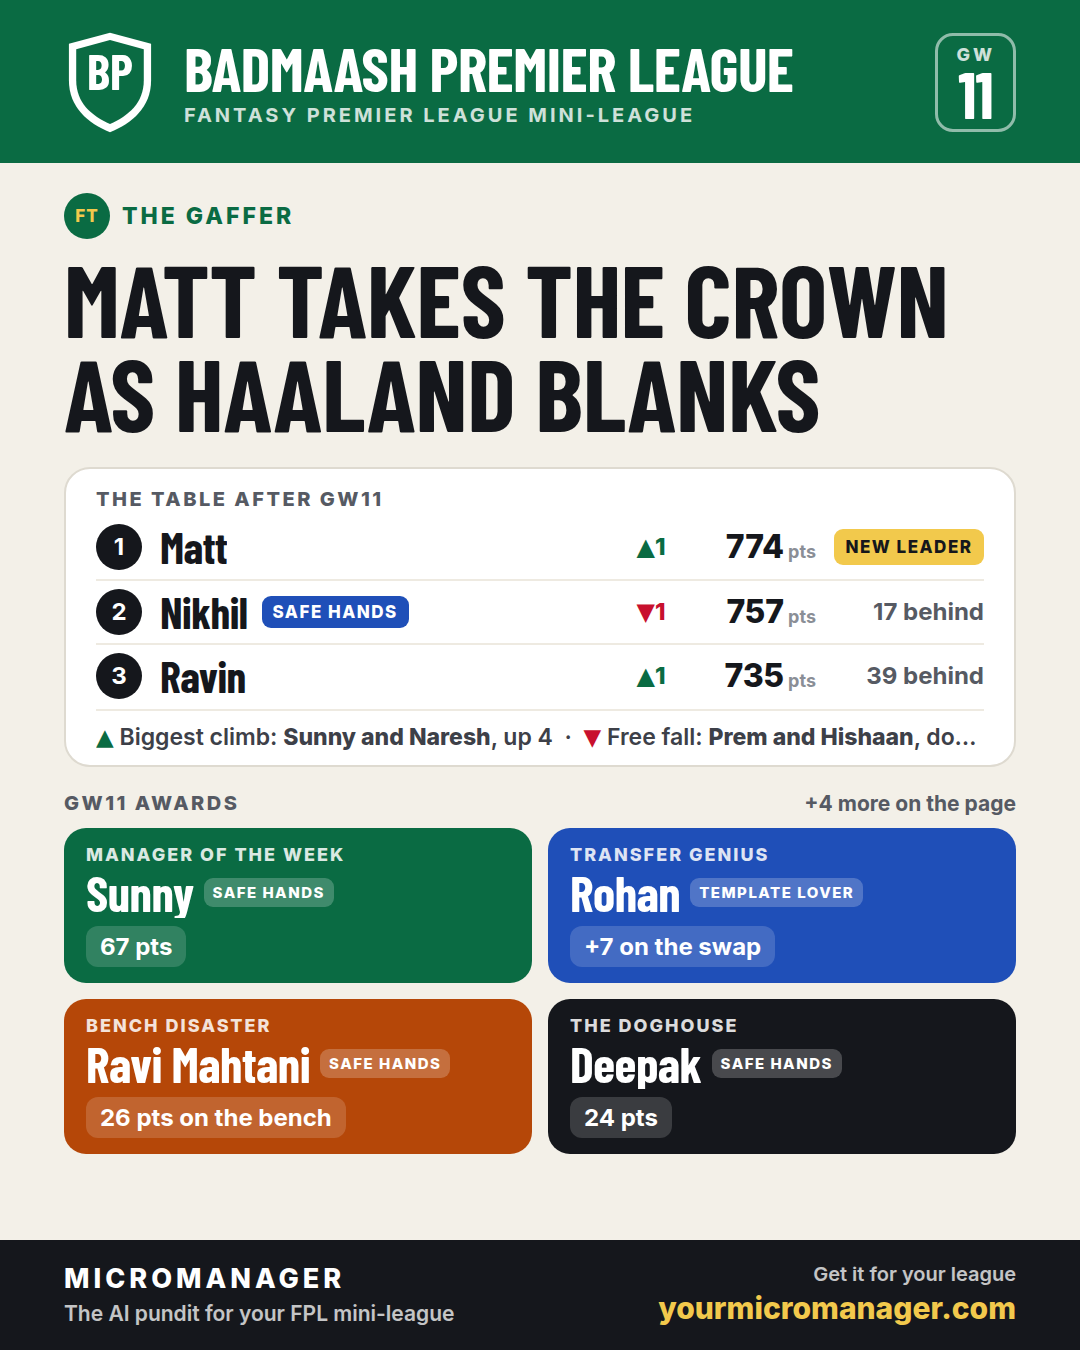 BP
BADMAASH PREMIER LEAGUE
FANTASY PREMIER LEAGUE MINI-LEAGUE
GW
11
FT
THE GAFFER
MATT TAKES THE CROWN
AS HAALAND BLANKS
THE TABLE AFTER GW11
1 Matt ▲1 774 pts NEW LEADER
2 Nikhil SAFE HANDS ▼1 757 pts 17 behind
3 Ravin ▲1 735 pts 39 behind
▲ Biggest climb: Sunny and Naresh, up 4 · ▼ Free fall: Prem and Hishaan, do...
GW11 AWARDS
+4 more on the page
MANAGER OF THE WEEK
Sunny SAFE HANDS
67 pts
TRANSFER GENIUS
Rohan TEMPLATE LOVER
+7 on the swap
BENCH DISASTER
Ravi Mahtani SAFE HANDS
26 pts on the bench
THE DOGHOUSE
Deepak SAFE HANDS
24 pts
MICROMANAGER
The AI pundit for your FPL mini-league
Get it for your league
yourmicromanager.com